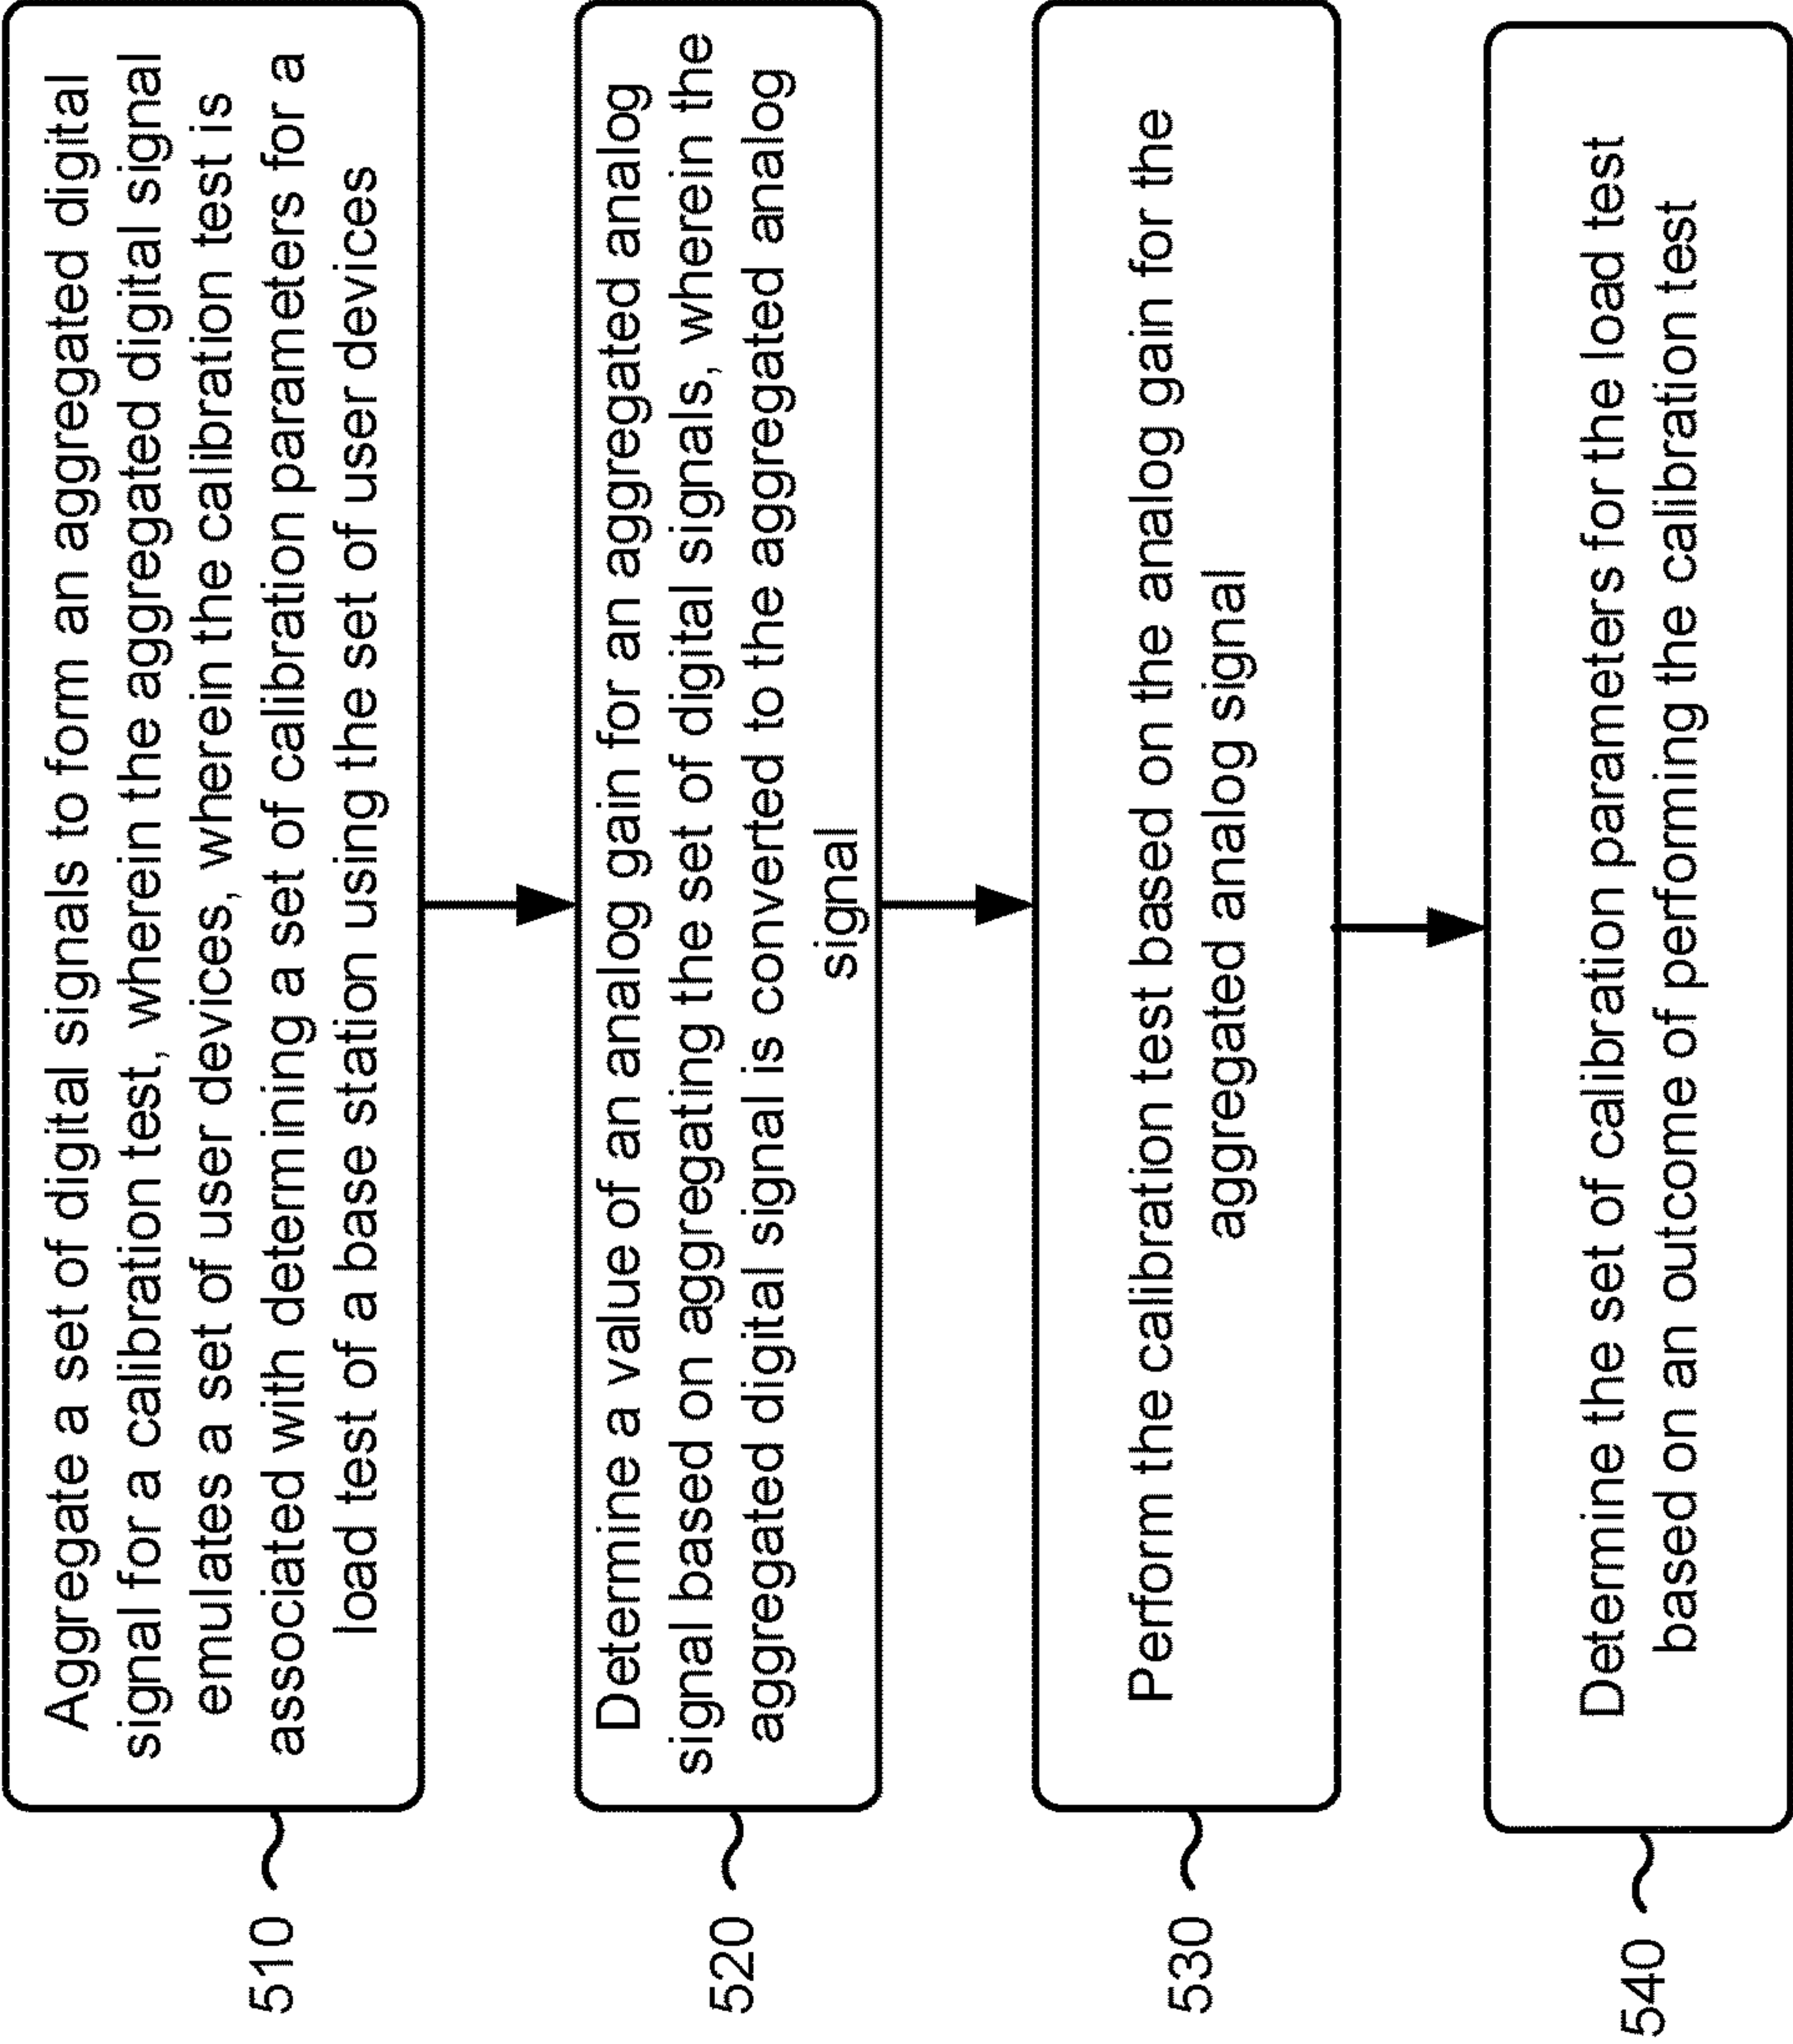 510
Aggregate a set of digital signals to form an aggregated digital
signal for a calibration test, wherein the aggregated digital signal
emulates a set of user devices, wherein the calibration test is
associated with determining a set of calibration parameters for a
load test of a base station using the set of user devices
520
Determine a value of an analog gain for an aggregated analog
signal based on aggregating the set of digital signals, wherein the
aggregated digital signal is converted to the aggregated analog
signal
530
Perform the calibration test based on the analog gain for the
aggregated analog signal
540
Determine the set of calibration parameters for the load test
based on an outcome of performing the calibration test